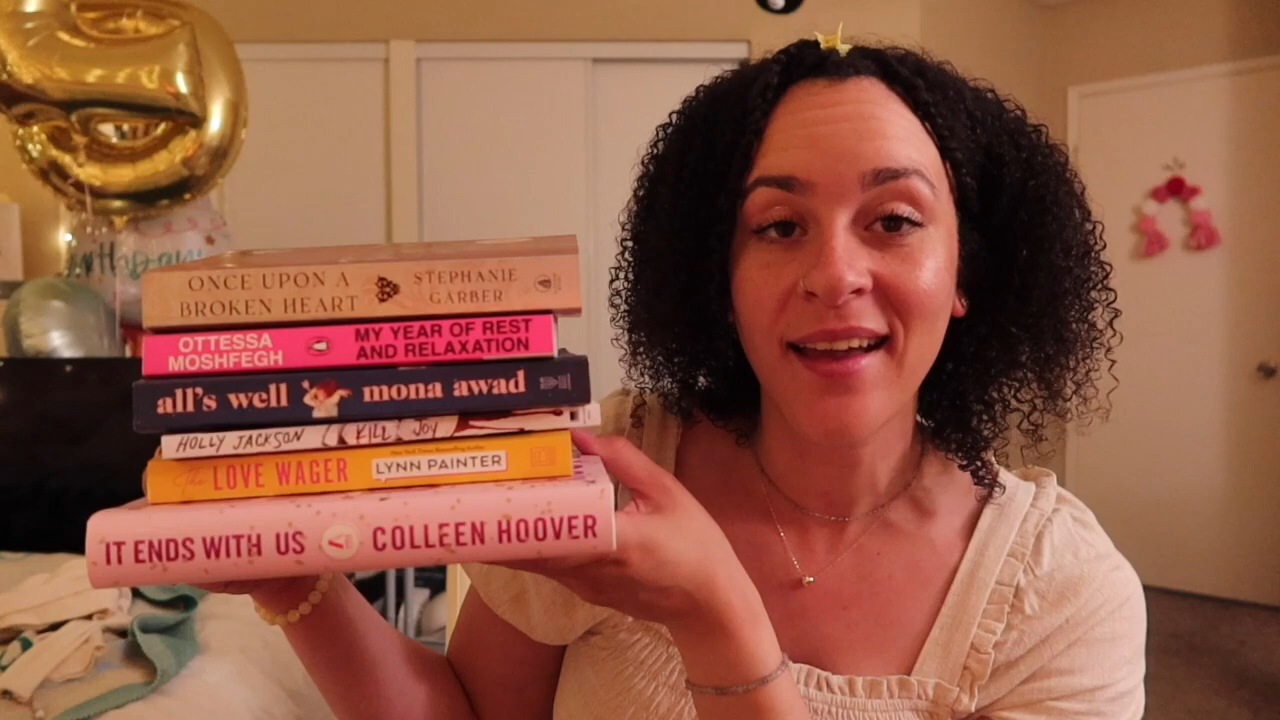 ONCE UPON A
BROKEN HEART
STEPHANIE
GARBER
OTTESSA
MOSHFEGH
MY YEAR OF REST
AND RELAXATION
all's well
mona awad
HOLLY JACKSON
KILL JOY
The LOVE WAGER
LYNN PAINTER
IT ENDS WITH US
COLLEEN HOOVER